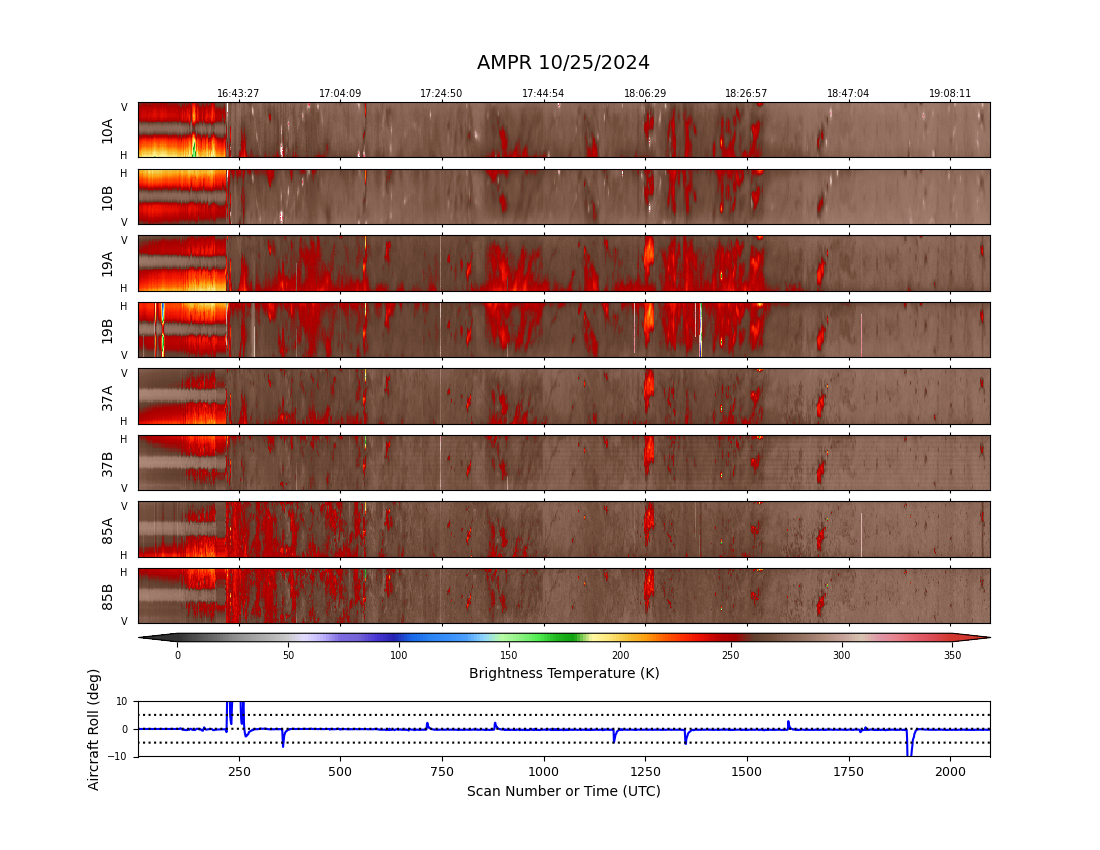 AMPR 10/25/2024
16:43:27 17:04:09 17:24:50 17:44:54 18:06:29 18:26:57 18:47:04 19:08:11
V
10A
H
H
10B
V
V
19A
H
H
19B
V
V
37A
H
H
37B
V
V
85A
H
H
85B
V
0 50 100 150 200 250 300 350
Brightness Temperature (K)
Aircraft Roll (deg)
10
0
−10
250 500 750 1000 1250 1500 1750 2000
Scan Number or Time (UTC)